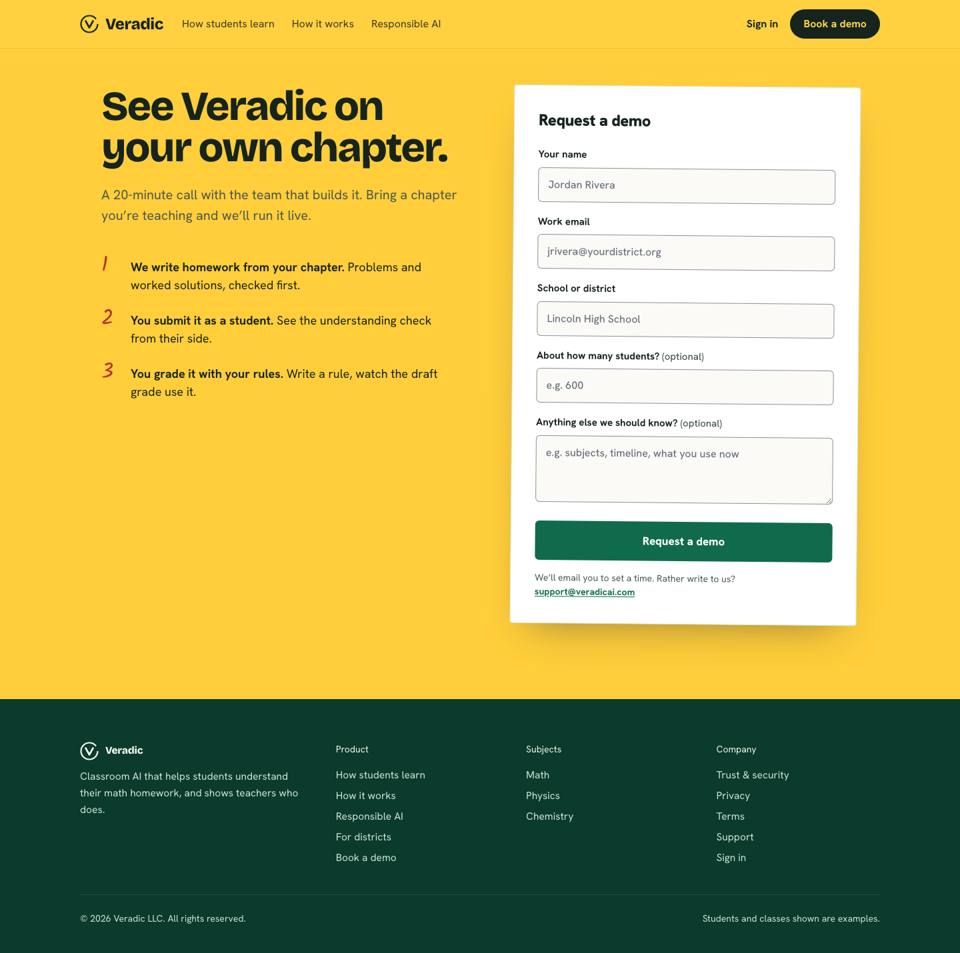 Veradic
How students learn
How it works
Responsible AI
Sign in
Book a demo
See Veradic on
your own chapter.
A 20-minute call with the team that builds it. Bring a chapter
you’re teaching and we’ll run it live.
1
We write homework from your chapter. Problems and
worked solutions, checked first.
2
You submit it as a student. See the understanding check
from their side.
3
You grade it with your rules. Write a rule, watch the draft
grade use it.
Request a demo
Your name
Jordan Rivera
Work email
jrivera@yourdistrict.org
School or district
Lincoln High School
About how many students? (optional)
e.g. 600
Anything else we should know? (optional)
e.g. subjects, timeline, what you use now
Request a demo
We’ll email you to set a time. Rather write to us?
support@veradicai.com
Veradic
Classroom AI that helps students understand
their math homework, and shows teachers who
does.
Product
How students learn
How it works
Responsible AI
For districts
Book a demo
Subjects
Math
Physics
Chemistry
Company
Trust & security
Privacy
Terms
Support
Sign in
© 2026 Veradic LLC. All rights reserved.
Students and classes shown are examples.